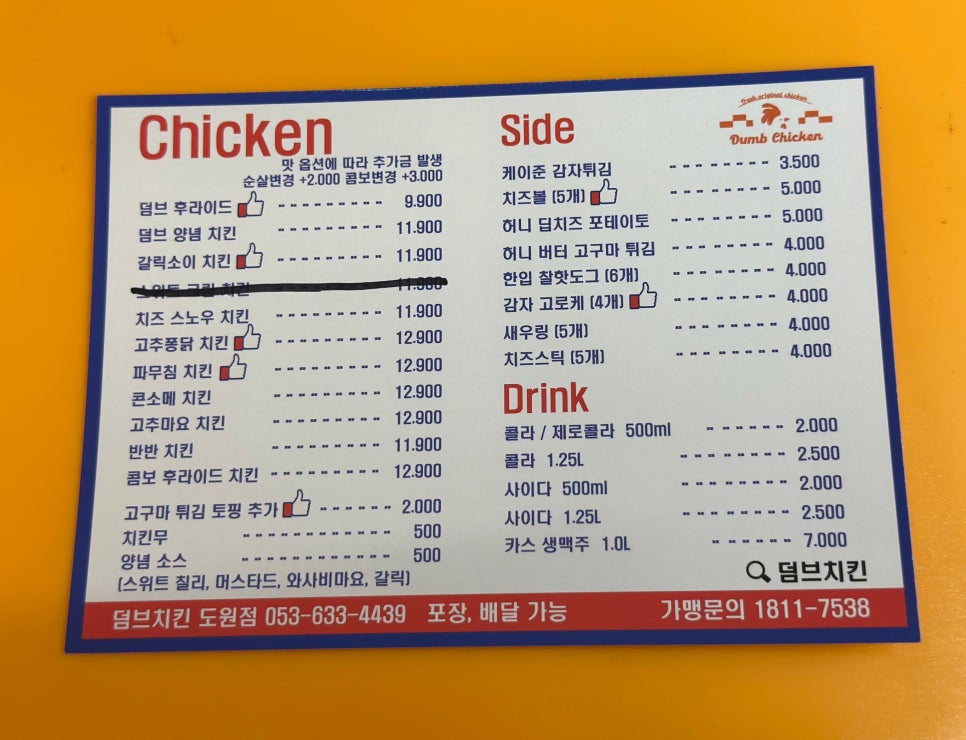 Chicken
맛 옵션에 따라 추가금 발생
순살변경 +2.000 콤보변경 +3.000
덤브 후라이드 --------- 9.900
덤브 양념 치킨 --------- 11.900
갈릭소이 치킨 --------- 11.900
스위트 크림 치킨 11.900
치즈 스노우 치킨 --------- 11.900
고추퐁닭 치킨 --------- 12.900
파무침 치킨 --------- 12.900
콘소메 치킨 --------- 12.900
고추마요 치킨 --------- 12.900
반반 치킨 --------- 11.900
콤보 후라이드 치킨 --------- 12.900
고구마 튀김 토핑 추가 ------ 2.000
치킨무 ------------ 500
양념 소스 ------------ 500
(스위트 칠리, 머스타드, 와사비마요, 갈릭)
Side
Fresh original chicken
Dumb Chicken
케이준 감자튀김 -------- 3.500
치즈볼 (5개) -------- 5.000
허니 딥치즈 포테이토 -------- 5.000
허니 버터 고구마 튀김 -------- 4.000
한입 찰핫도그 (6개) -------- 4.000
감자 고로케 (4개) -------- 4.000
새우링 (5개) -------- 4.000
치즈스틱 (5개) -------- 4.000
Drink
콜라 / 제로콜라 500ml ------ 2.000
콜라 1.25L -------- 2.500
사이다 500ml -------- 2.000
사이다 1.25L -------- 2.500
카스 생맥주 1.0L ------ 7.000
덤브치킨
덤브치킨 도원점 053-633-4439 포장, 배달 가능
가맹문의 1811-7538